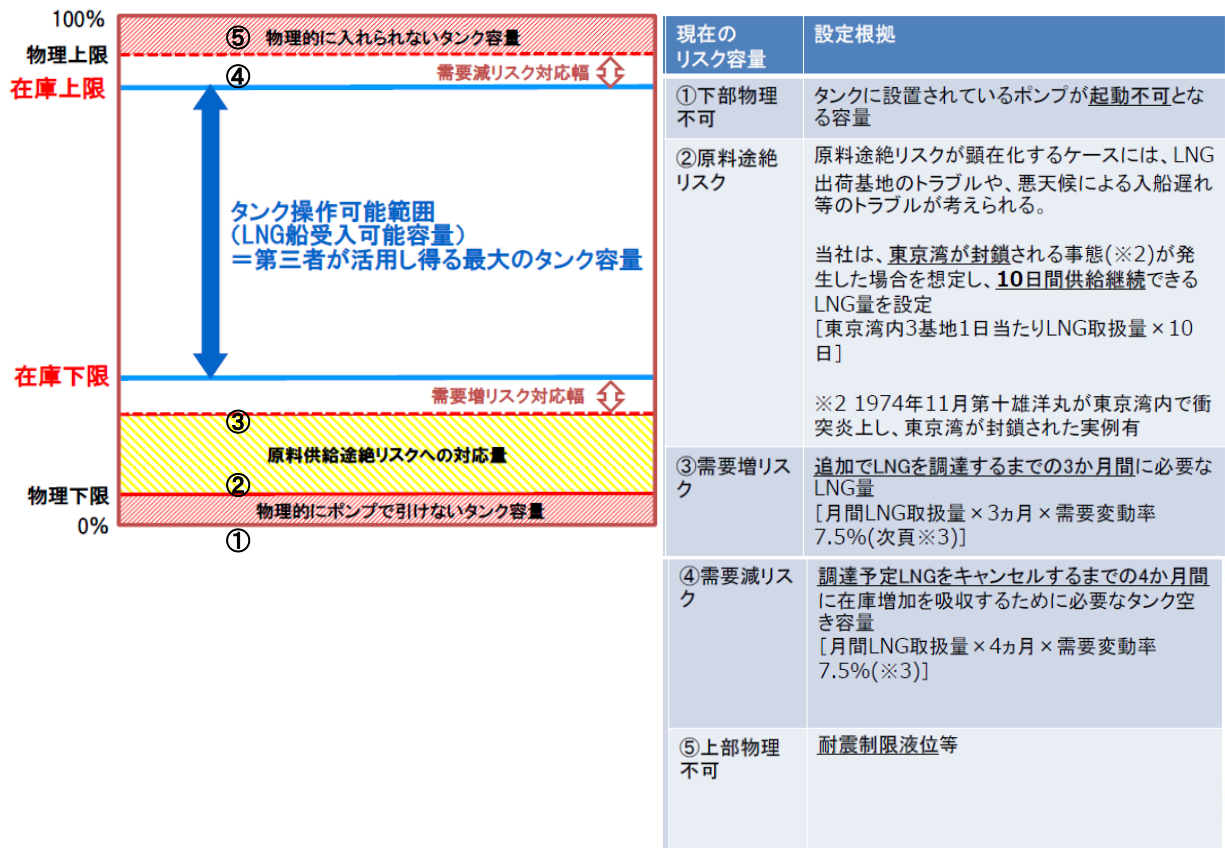 100%
⑤ 物理的に入れられないタンク容量
物理上限
④ 需要減リスク対応幅
在庫上限
タンク操作可能範囲
（LNG船受入可能容量）
＝第三者が活用し得る最大のタンク容量
在庫下限
需要増リスク対応幅
③
原料供給途絶リスクへの対応量
②
物理下限
物理的にポンプで引けないタンク容量
0%
①
現在の
リスク容量
設定根拠
①下部物理
不可
タンクに設置されているポンプが起動不可とな
る容量
②原料途絶
リスク
原料途絶リスクが顕在化するケースには、LNG
出荷基地のトラブルや、悪天候による入船遅れ
等のトラブルが考えられる。
当社は、東京湾が封鎖される事態(※2)が発
生した場合を想定し、10日間供給継続できる
LNG量を設定
[東京湾内3基地1日当たりLNG取扱量×10
日]
※2 1974年11月第十雄洋丸が東京湾内で衝
突炎上し、東京湾が封鎖された実例有
③需要増リス
ク
追加でLNGを調達するまでの3か月間に必要な
LNG量
[月間LNG取扱量×3ヵ月×需要変動率
7.5%(次頁※3)]
④需要減リス
ク
調達予定LNGをキャンセルするまでの4か月間
に在庫増加を吸収するために必要なタンク空
き容量
[月間LNG取扱量×4ヵ月×需要変動率
7.5%(※3)]
⑤上部物理
不可
耐震制限液位等